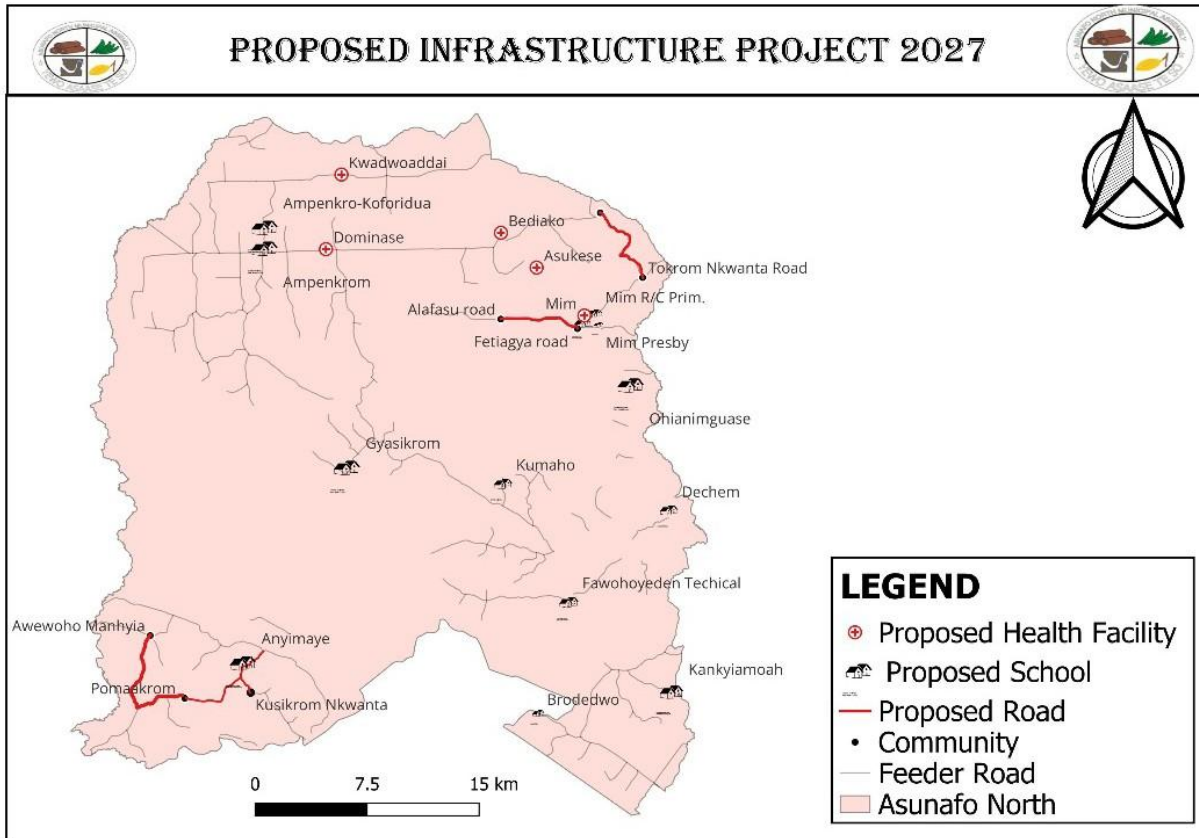 PROPOSED INFRASTRUCTURE PROJECT 2027
Kwadwoaddai
Ampenkro-Koforidua
Bediako
Dominase
Asukese
Tokrom Nkwanta Road
Ampenkrom
Mim
Mim R/C Prim.
Alafasu road
Fetiagya road
Mim Presby
Ohianimguase
Gyasikrom
Kumaho
Dechem
Fawohoyeden Techical
Awewoho Manhyia
Anyimaye
Kankyiamoah
Pomaakrom
Kusikrom Nkwanta
Brodedwo
0 7.5 15 km
LEGEND
Proposed Health Facility
Proposed School
Proposed Road
Community
Feeder Road
Asunafo North